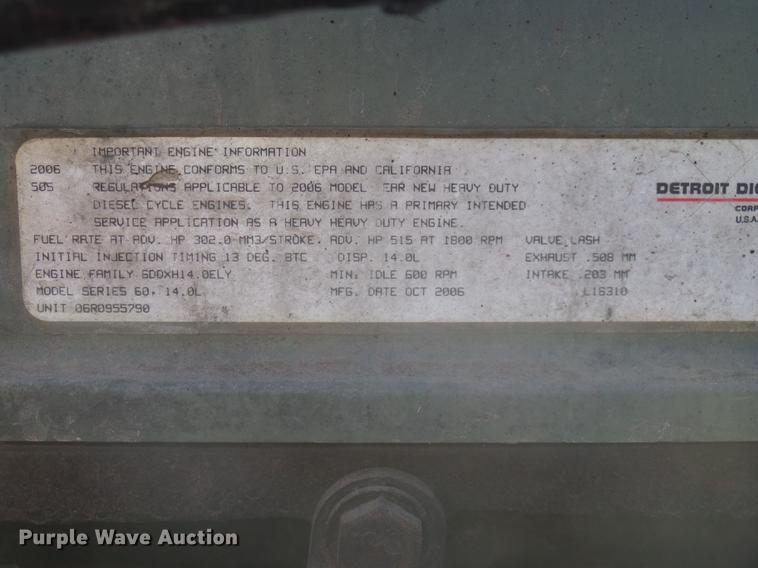 IMPORTANT ENGINE INFORMATION
2006 THIS ENGINE CONFORMS TO U.S. EPA AND CALIFORNIA
505 REGULATIONS APPLICABLE TO 2006 MODEL EAR NEW HEAVY DUTY
DIESEL CYCLE ENGINES. THIS ENGINE HAS A PRIMARY INTENDED
SERVICE APPLICATION AS A HEAVY HEAVY DUTY ENGINE.
FUEL RATE AT ADV. HP 302.0 MM3/STROKE. ADV. HP 515 AT 1800 RPM VALVE LASH
INITIAL INJECTION TIMING 13 DEG. BTC DISP. 14.0L EXHAUST .508 MM
ENGINE FAMILY 6DDXH14.0ELY MIN. IDLE 600 RPM INTAKE .203 MM
MODEL SERIES 60, 14.0L MFG. DATE OCT 2006 L16310
UNIT 06R0955790
DETROIT DIE
CORP
U.S.A
Purple Wave Auction